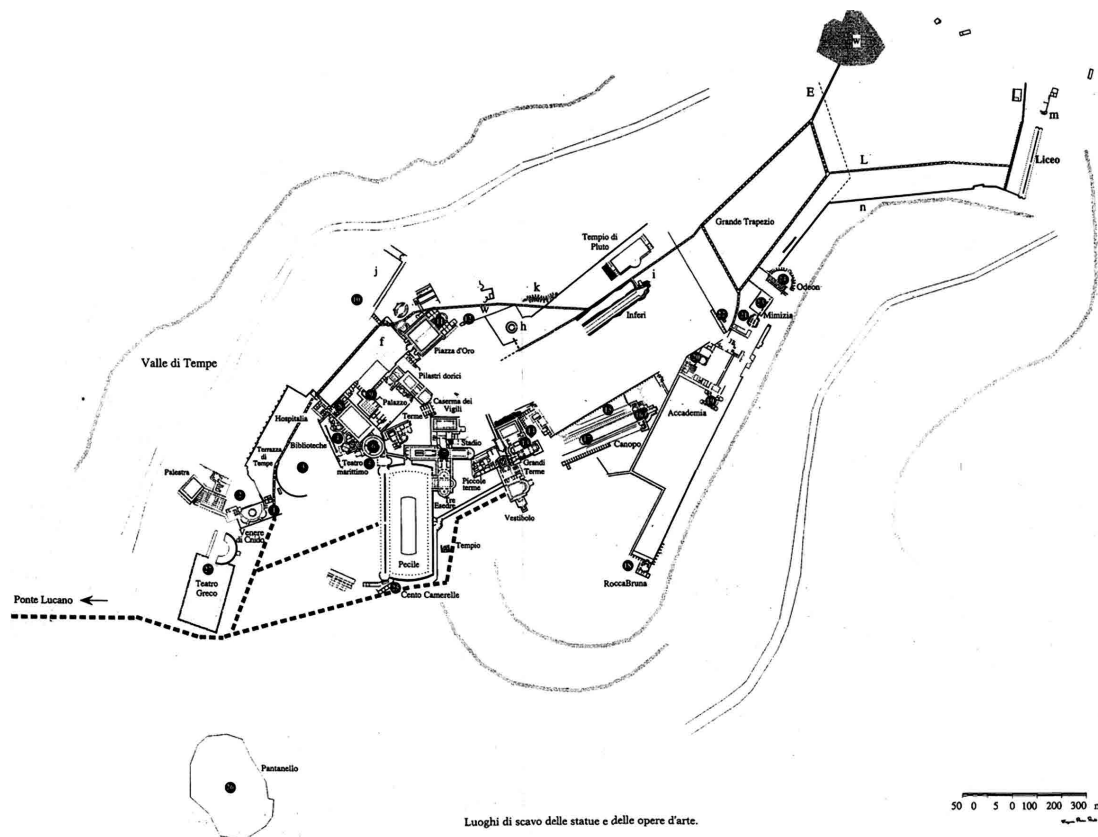 w
E
m
L
Liceo
n
Grande Trapezio
Tempio di
Pluto
j
k
i
Odeon
w
h
Inferi
Mimizia
f
Piazza d'Oro
Valle di Tempe
Pilastri dorici
Palazzo
Caserma dei
Vigili
Hospitalia
Terme
Accademia
Stadio
Canopo
Biblioteche
Terrazza
di
Tempe
Teatro
marittimo
Grandi
Terme
Palestra
Piccole
terme
Tre
Esedre
Vestibolo
Venere
di Cnido
Tempio
Pecile
RoccaBruna
Teatro
Greco
Cento Camerelle
Ponte Lucano
Pantanello
50 0 5 0 100 200 300 m
Luoghi di scavo delle statue e delle opere d'arte.